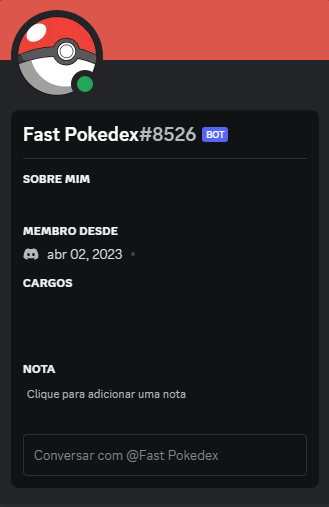 Fast Pokedex#8526 BOT
SOBRE MIM
MEMBRO DESDE
abr 02, 2023
CARGOS
NOTA
Clique para adicionar uma nota
Conversar com @Fast Pokedex